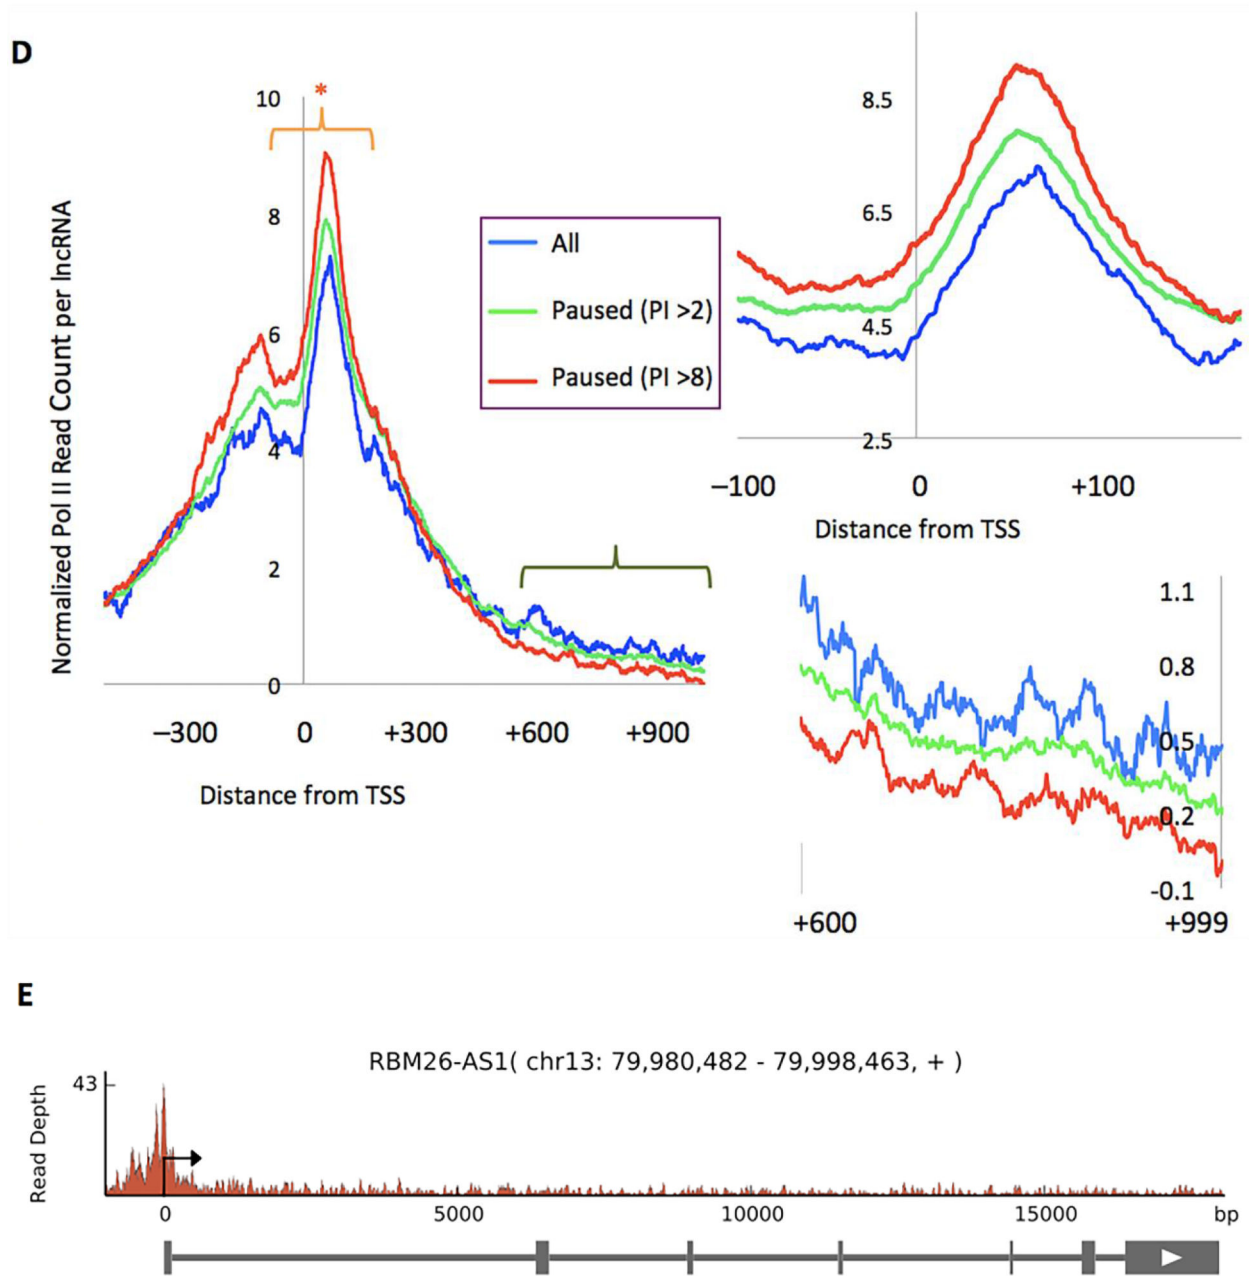 D
*
Normalized Pol II Read Count per lncRNA
10
8
6
4
2
0
−300 0 +300 +600 +900
Distance from TSS
All
Paused (PI >2)
Paused (PI >8)
8.5
6.5
4.5
2.5
−100 0 +100
Distance from TSS
1.1
0.8
0.5
0.2
-0.1
+600 +999
E
RBM26-AS1( chr13: 79,980,482 - 79,998,463, + )
43
Read Depth
0 5000 10000 15000 bp